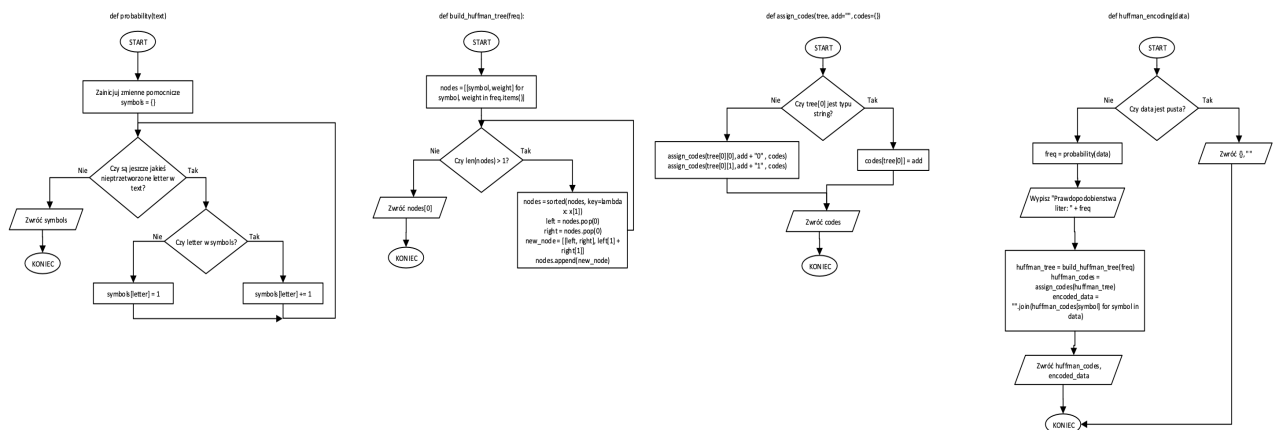 def probability(text)
START
Zainicjuj zmienne pomocnicze
symbols = {}
Czy są jeszcze jakieś
nieptrzetworzone letter w
text?
Nie
Tak
Zwróć symbols
KONIEC
Czy letter w symbols?
Nie
Tak
symbols[letter] = 1
symbols[letter] += 1
def build_huffman_tree(freq):
START
nodes = [[symbol, weight] for
symbol, weight in freq.items()]
Czy len(nodes) > 1?
Nie
Tak
Zwróć nodes[0]
KONIEC
nodes = sorted(nodes, key=lambda
x: x[1])
left = nodes.pop(0)
right = nodes.pop(0)
new_node = [[left, right], left[1] +
right[1]]
nodes.append(new_node)
def assign_codes(tree, add="", codes={})
START
Czy tree[0] jest typu
string?
Nie
Tak
assign_codes(tree[0][0], add + "0" , codes)
assign_codes(tree[0][1], add + "1" , codes)
codes[tree[0]] = add
Zwróć codes
KONIEC
def huffman_encoding(data)
START
Czy data jest pusta?
Nie
Tak
freq = probability(data)
Zwróć {}, ""
Wypisz "Prawdopodobienstwa
liter: " + freq
huffman_tree = build_huffman_tree(freq)
huffman_codes =
assign_codes(huffman_tree)
encoded_data =
"".join(huffman_codes[symbol] for symbol in
data)
Zwróć huffman_codes,
encoded_data
KONIEC